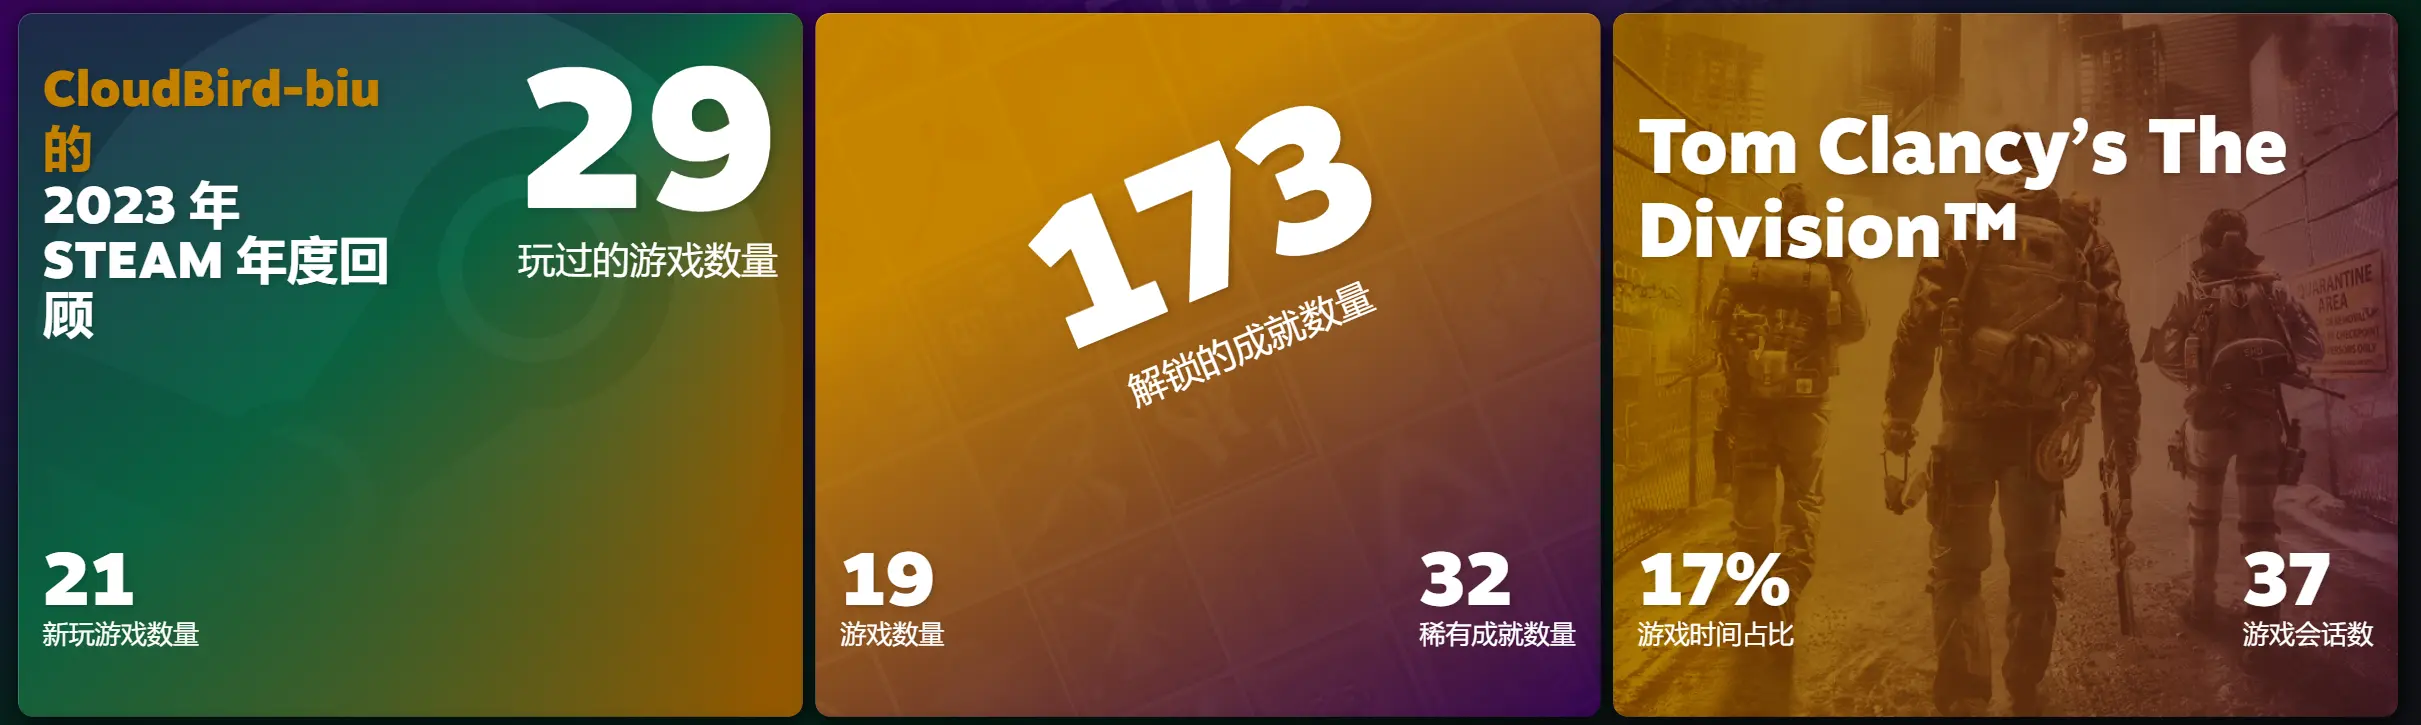 CloudBird-biu
的
2023 年
STEAM 年度回
顾
29
玩过的游戏数量
21
新玩游戏数量
173
解锁的成就数量
19
游戏数量
32
稀有成就数量
Tom Clancy’s The
Division™
QUARANTINE
AREA
17%
游戏时间占比
37
游戏会话数